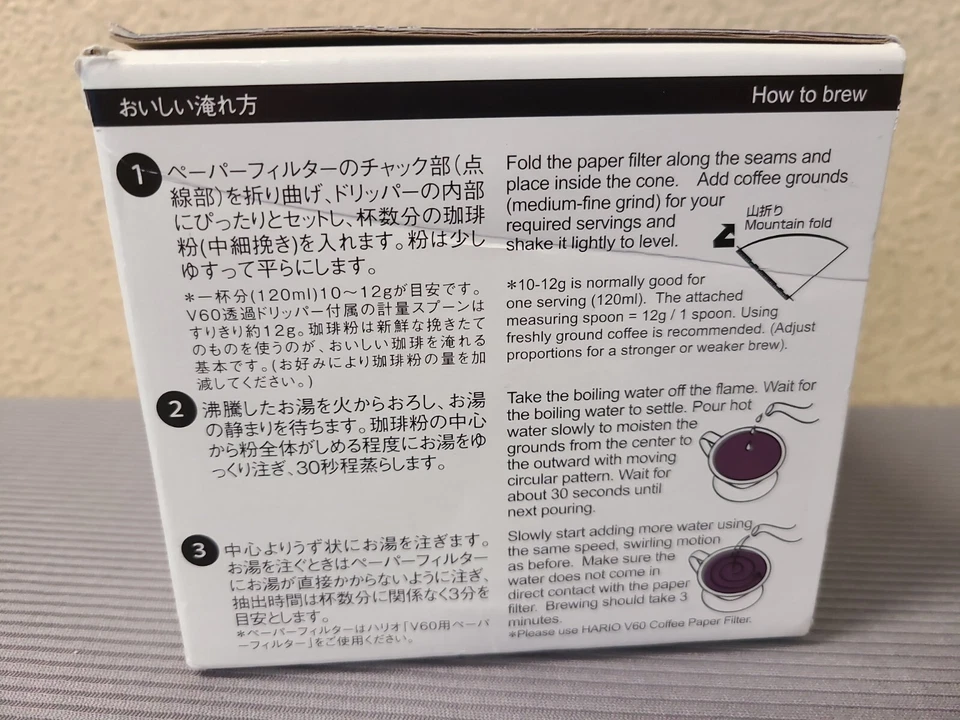 おいしい淹れ方
How to brew
1
ペーパーフィルターのチャック部(点
線部)を折り曲げ、ドリッパーの内部
にぴったりとセットし、杯数分の珈琲
粉(中細挽き)を入れます。粉は少し
ゆすって平らにします。
*一杯分(120ml)10〜12gが目安です。
V60透過ドリッパー付属の計量スプーンは
すりきり約12g。珈琲粉は新鮮な挽きたて
のものを使うのが、おいしい珈琲を淹れる
基本です。(お好みにより珈琲粉の量を加
減してください。)
Fold the paper filter along the seams and
place inside the cone. Add coffee grounds
(medium-fine grind) for your
required servings and
shake it lightly to level.
山折り
Mountain fold
*10-12g is normally good for
one serving (120ml). The attached
measuring spoon = 12g / 1 spoon. Using
freshly ground coffee is recommended. (Adjust
proportions for a stronger or weaker brew).
2
沸騰したお湯を火からおろし、お湯
の静まりを待ちます。珈琲粉の中心
から粉全体がしめる程度にお湯をゆ
っくり注ぎ、30秒程蒸らします。
Take the boiling water off the flame. Wait for
the boiling water to settle. Pour hot
water slowly to moisten the
grounds from the center to
the outward with moving
circular pattern. Wait for
about 30 seconds until
next pouring.
3
中心よりうず状にお湯を注ぎます。
お湯を注ぐときはペーパーフィルター
にお湯が直接かからないように注ぎ、
抽出時間は杯数分に関係なく3分を
目安とします。
*ペーパーフィルターはハリオ「V60用ペーパ
ーフィルター」をご使用ください。
Slowly start adding more water using
the same speed, swirling motion
as before. Make sure the
water does not come in
direct contact with the paper
filter. Brewing should take 3
minutes.
*Please use HARIO V60 Coffee Paper Filter.